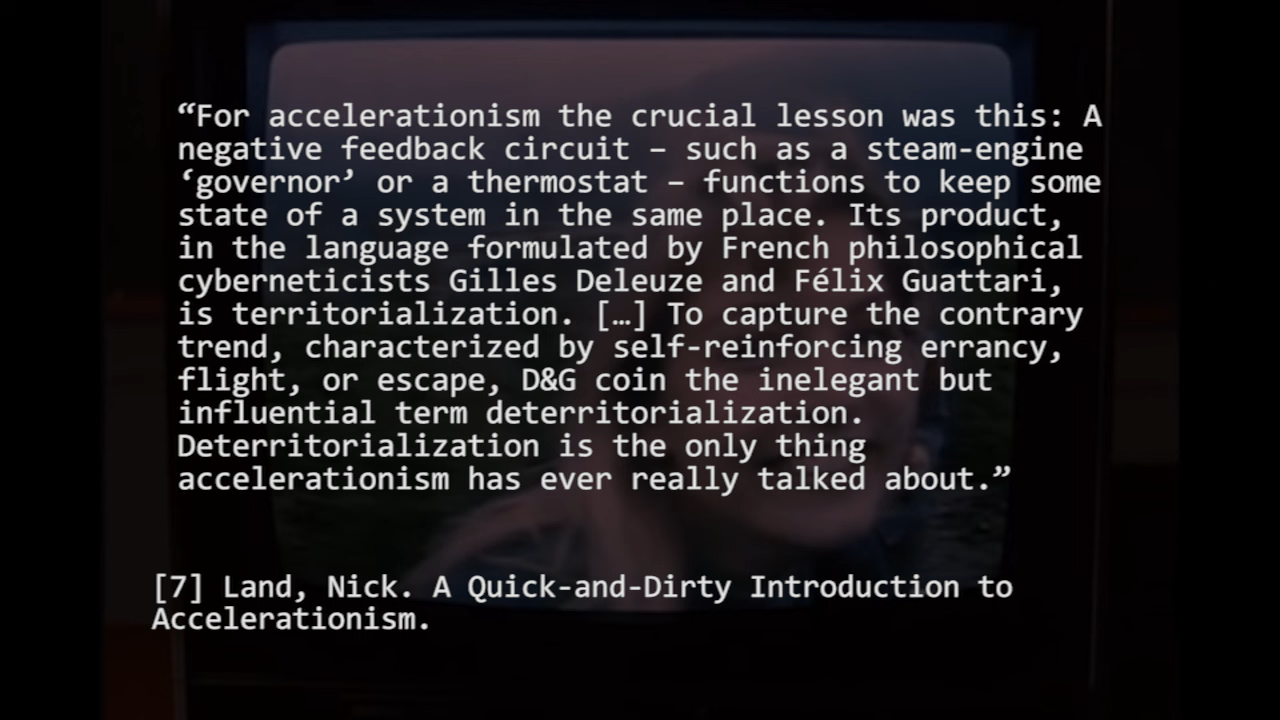 “For accelerationism the crucial lesson was this: A
negative feedback circuit – such as a steam-engine
‘governor’ or a thermostat – functions to keep some
state of a system in the same place. Its product,
in the language formulated by French philosophical
cyberneticists Gilles Deleuze and Félix Guattari,
is territorialization. […] To capture the contrary
trend, characterized by self-reinforcing errancy,
flight, or escape, D&G coin the inelegant but
influential term deterritorialization.
Deterritorialization is the only thing
accelerationism has ever really talked about.”
[7] Land, Nick. A Quick-and-Dirty Introduction to
Accelerationism.